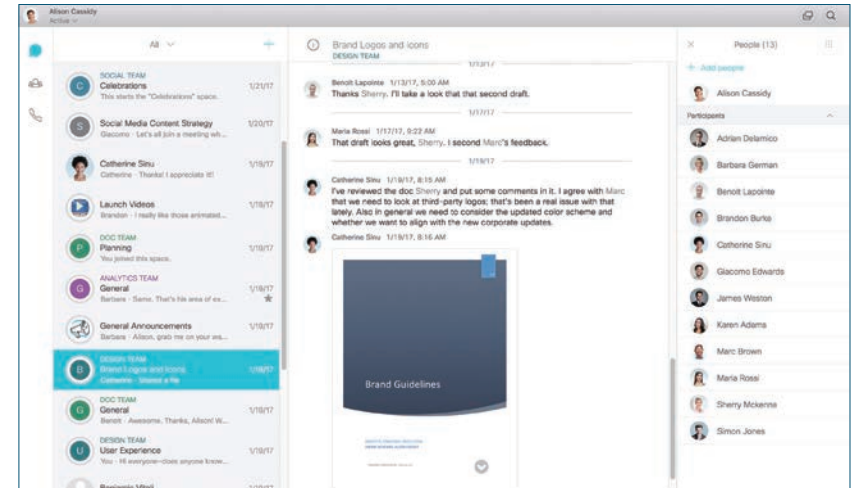 Alison Cassidy
Active
All
SOCIAL TEAM
Celebrations
This starts the "Celebrations" space.
1/21/17
Social Media Content Strategy
Giacomo · Let's all join a meeting wh...
1/20/17
Catherine Sinu
Catherine · Thanks! I appreciate it!
1/19/17
Launch Videos
Brandon · I really like those animated...
1/19/17
DOC TEAM
Planning
You joined this space.
1/19/17
ANALYTICS TEAM
General
Barbara · Same. That's his area of ex...
1/19/17
General Announcements
Barbara · Alison, grab me on your wa...
1/19/17
DESIGN TEAM
Brand Logos and Icons
Catherine · Shared a file
1/19/17
DOC TEAM
General
Benoit · Awesome. Thanks, Alison! W...
1/19/17
DESIGN TEAM
User Experience
You · Hi everyone–does anyone know...
1/19/17
Brand Logos and Icons
DESIGN TEAM
1/13/17
Benoit Lapointe 1/13/17, 5:00 AM
Thanks Sherry. I'll take a look that that second draft.
1/17/17
Maria Rossi 1/17/17, 9:22 AM
That draft looks great, Sherry. I second Marc's feedback.
1/19/17
Catherine Sinu 1/19/17, 8:15 AM
I've reviewed the doc Sherry and put some comments in it. I agree with Marc
that we need to look at third-party logos; that's been a real issue with that
lately. Also in general we need to consider the updated color scheme and
whether we want to align with the new corporate updates.
Catherine Sinu 1/19/17, 8:16 AM
Brand Guidelines
People (13)
Add people
Alison Cassidy
Participants
Adrian Delamico
Barbara German
Benoit Lapointe
Brandon Burke
Catherine Sinu
Giacomo Edwards
James Weston
Karen Adams
Marc Brown
Maria Rossi
Sherry Mckenna
Simon Jones